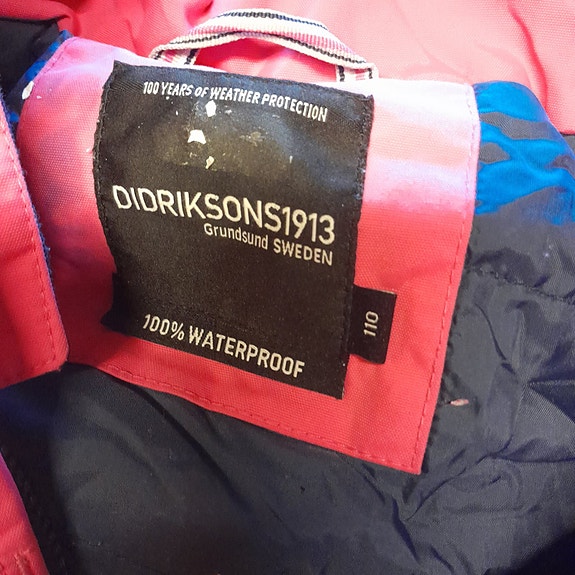 100 YEARS OF WEATHER PROTECTION
DIDRIKSONS1913
Grundsund SWEDEN
110
100% WATERPROOF